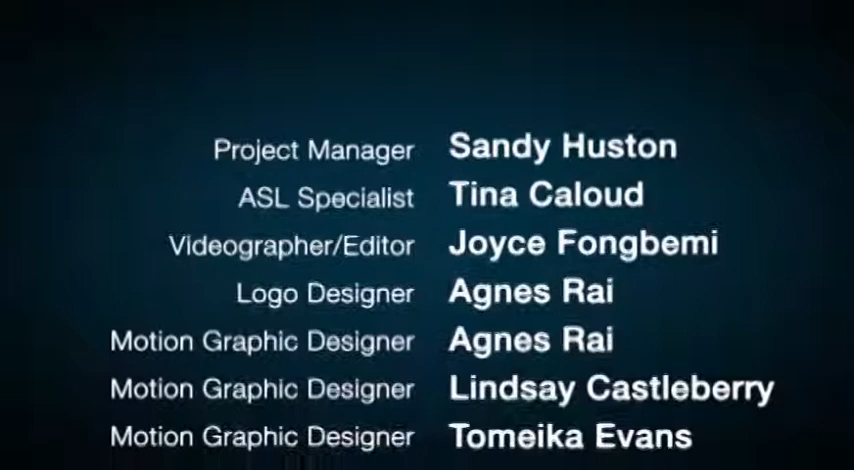 Project Manager Sandy Huston
ASL Specialist Tina Caloud
Videographer/Editor Joyce Fongbemi
Logo Designer Agnes Rai
Motion Graphic Designer Agnes Rai
Motion Graphic Designer Lindsay Castleberry
Motion Graphic Designer Tomeika Evans